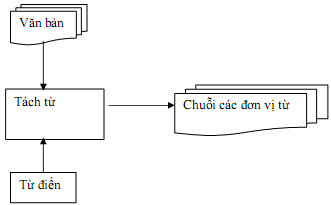 Văn bản
Tách từ
Chuỗi các đơn vị từ
Từ điển